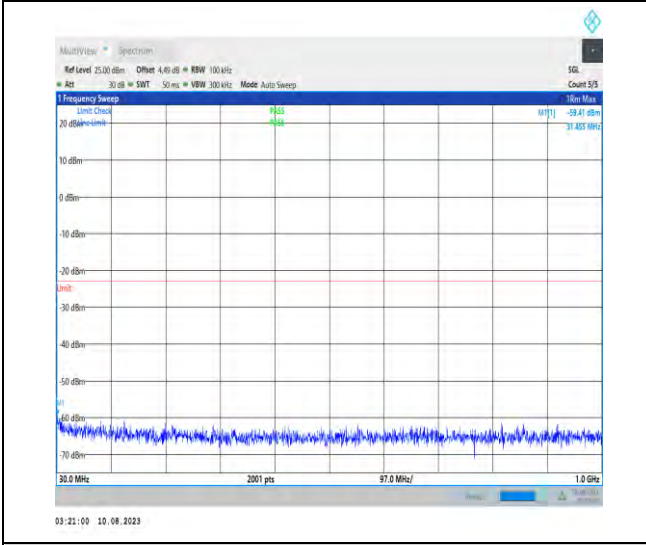 MultiView Spectrum
Ref Level 25.00 dBm Offset 4.49 dB RBW 100 kHz SGL
Att 30 dB SWT 50 ms VBW 300 kHz Mode Auto Sweep Count 5/5
1 Frequency Sweep 1Rm Max
Limit Check PASS M1[1] -59.41 dBm
20 dBm Line Limit PASS 31.455 MHz
10 dBm
0 dBm
-10 dBm
-20 dBm
Limit
-30 dBm
-40 dBm
-50 dBm
M1
-60 dBm
-70 dBm
30.0 MHz 2001 pts 97.0 MHz/ 1.0 GHz
03:21:00 10.08.2023